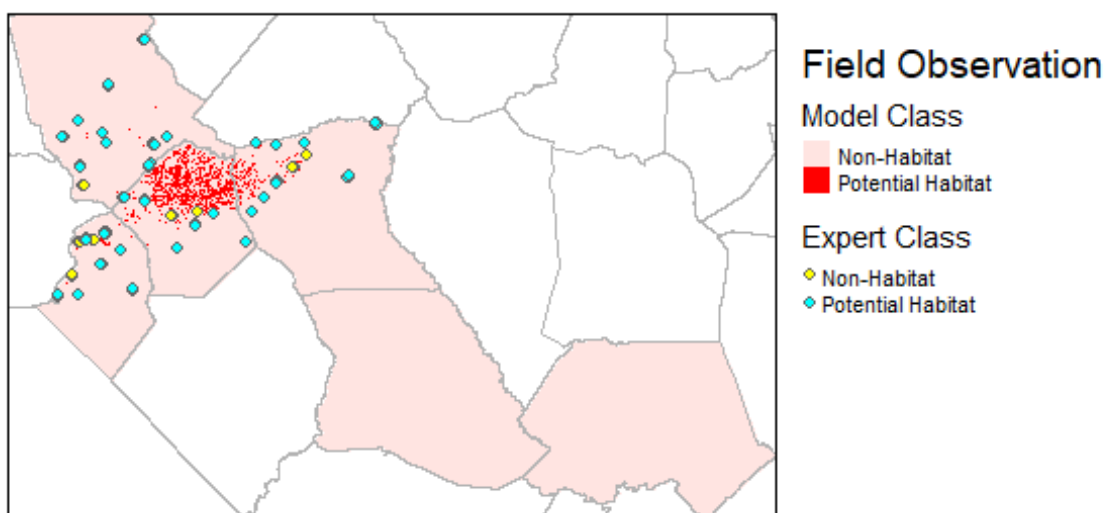 Field Observation
Model Class
Non-Habitat
Potential Habitat
Expert Class
Non-Habitat
Potential Habitat